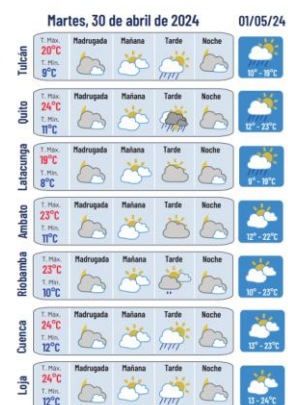 Martes, 30 de abril de 2024 01/05/24
Tulcán
T. Máx. Madrugada Mañana Tarde Noche
20°C
T. Mín.
9°C
10° - 19°C
Quito
T. Máx. Madrugada Mañana Tarde Noche
24°C
T. Mín.
11°C
12° - 23°C
Latacunga
T. Máx. Madrugada Mañana Tarde Noche
19°C
T. Mín.
8°C
9° - 19°C
Ambato
T. Máx. Madrugada Mañana Tarde Noche
23°C
T. Mín.
11°C
12° - 22°C
Riobamba
T. Máx. Madrugada Mañana Tarde Noche
23°C
T. Mín.
10°C
10° - 23°C
Cuenca
T. Máx. Madrugada Mañana Tarde Noche
24°C
T. Mín.
12°C
13° - 23°C
Loja
T. Máx. Madrugada Mañana Tarde Noche
24°C
T. Mín.
12°C
13 - 24°C